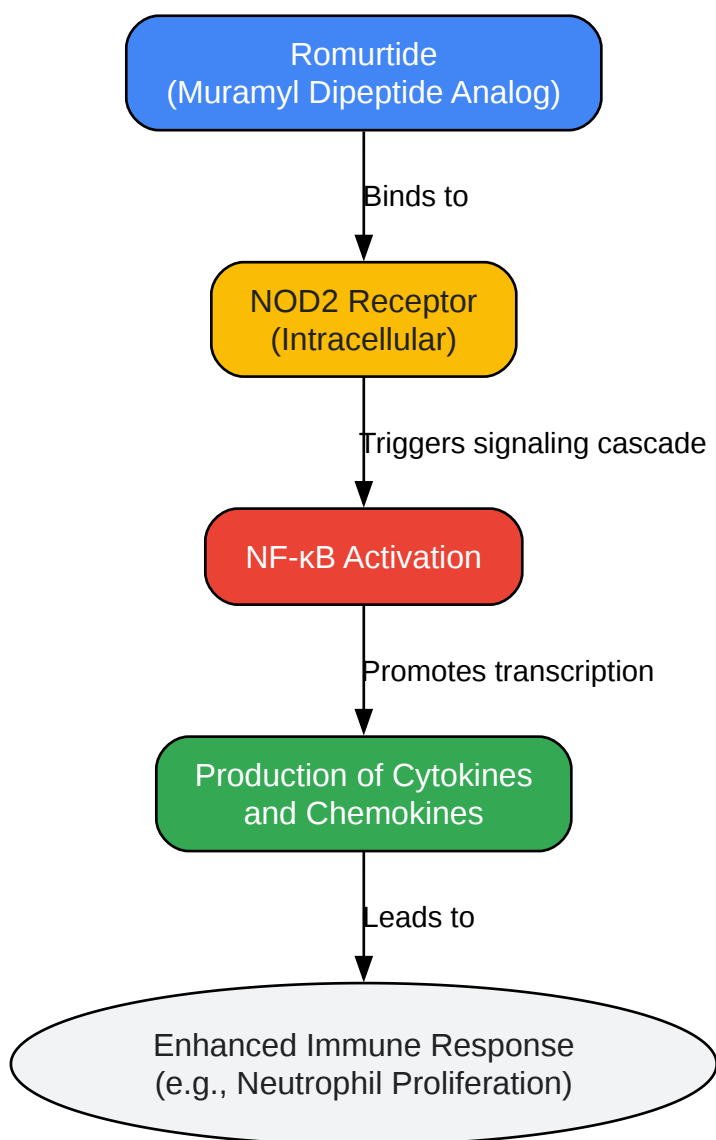 Romurtide
(Muramyl Dipeptide Analog)
Binds to
NOD2 Receptor
(Intracellular)
Triggers signaling cascade
NF-κB Activation
Promotes transcription
Production of Cytokines
and Chemokines
Leads to
Enhanced Immune Response
(e.g., Neutrophil Proliferation)